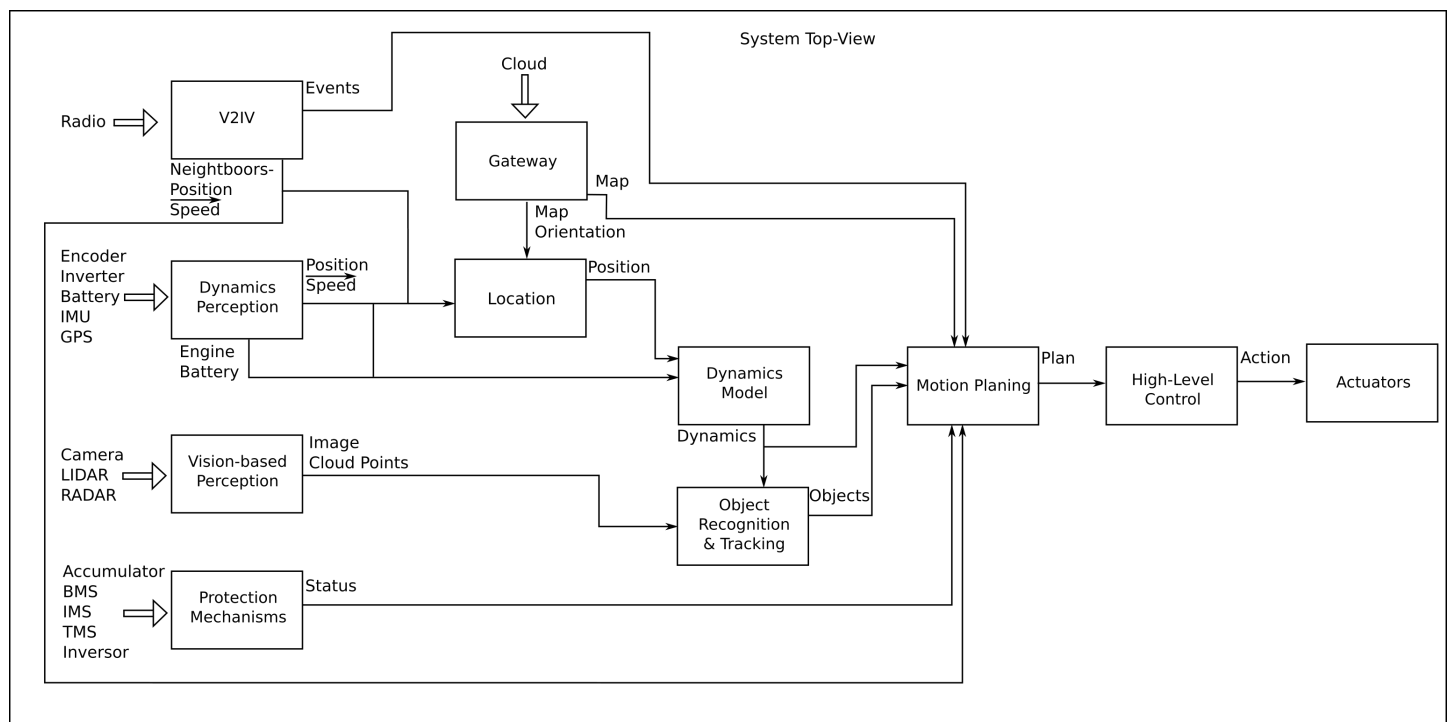 System Top-View
Cloud
Events
Radio
V2IV
Gateway
Neightboors-
Position
Speed
Map
Map
Orientation
Encoder
Inverter
Battery
IMU
GPS
Dynamics
Perception
Position
Speed
Location
Position
Engine
Battery
Dynamics
Model
Motion Planing
Plan
High-Level
Control
Action
Actuators
Dynamics
Camera
LIDAR
RADAR
Vision-based
Perception
Image
Cloud Points
Object
Recognition
& Tracking
Objects
Accumulator
BMS
IMS
TMS
Inversor
Protection
Mechanisms
Status